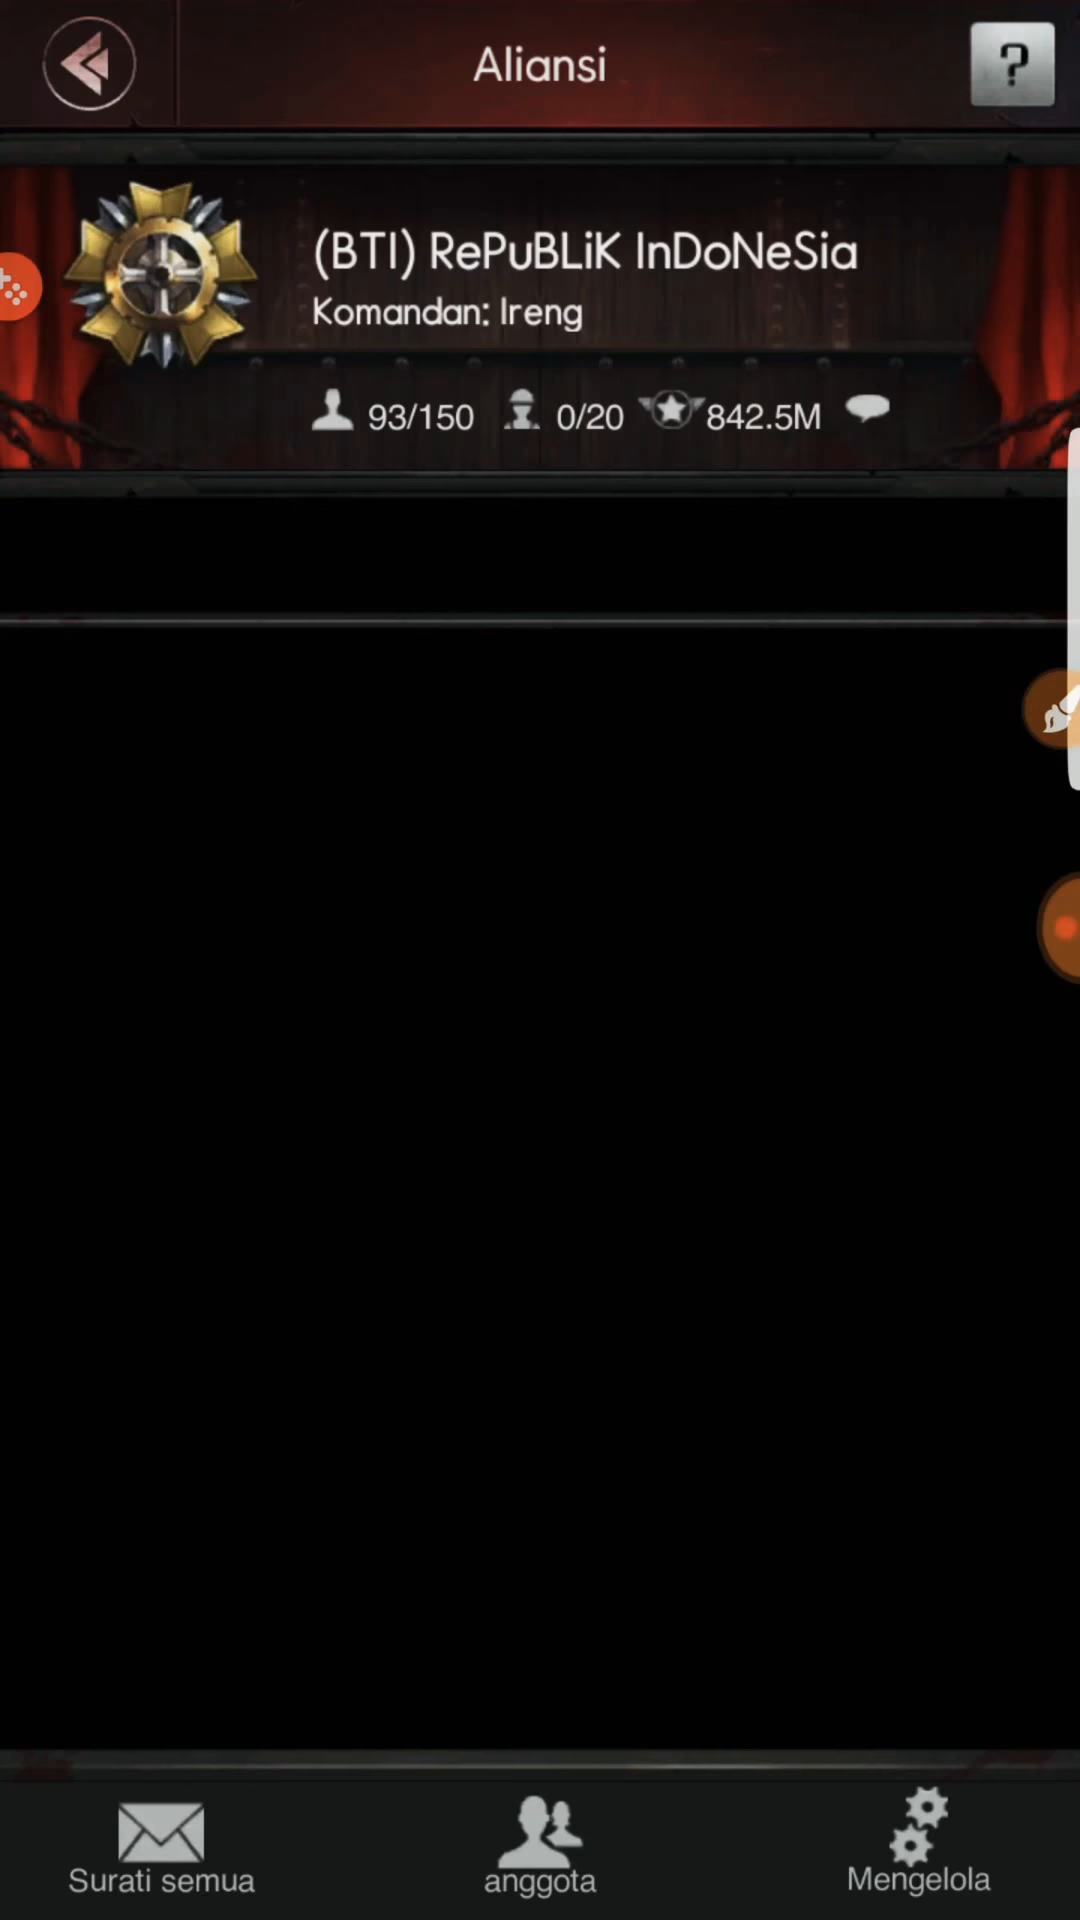 Aliansi
?
(BTI) RePuBLiK InDoNeSia
Komandan: Ireng
93/150 0/20 842.5M
Surati semua anggota Mengelola